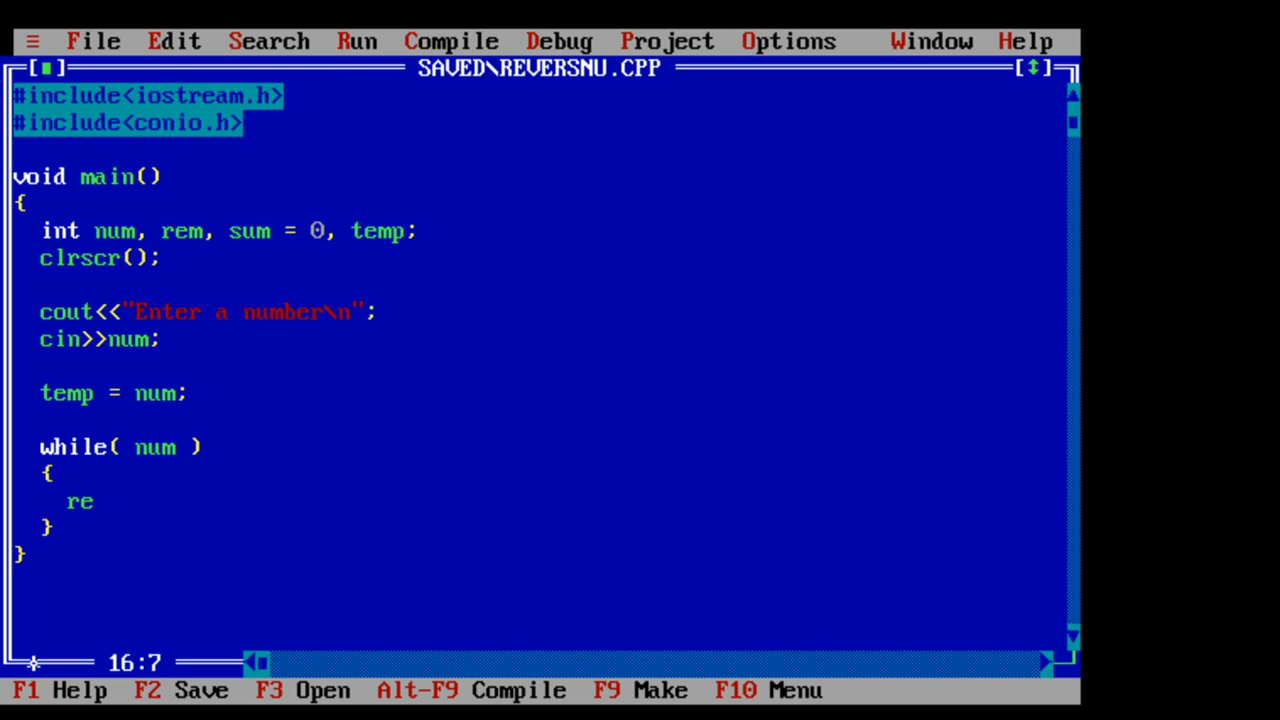 ≡ File Edit Search Run Compile Debug Project Options Window Help
[■] SAVED\REVERSNU.CPP [↕]
#include<iostream.h>
#include<conio.h>
void main()
{
int num, rem, sum = 0, temp;
clrscr();
cout<<"Enter a number\n";
cin>>num;
temp = num;
while( num )
{
re
}
}
16:7
F1 Help F2 Save F3 Open Alt-F9 Compile F9 Make F10 Menu